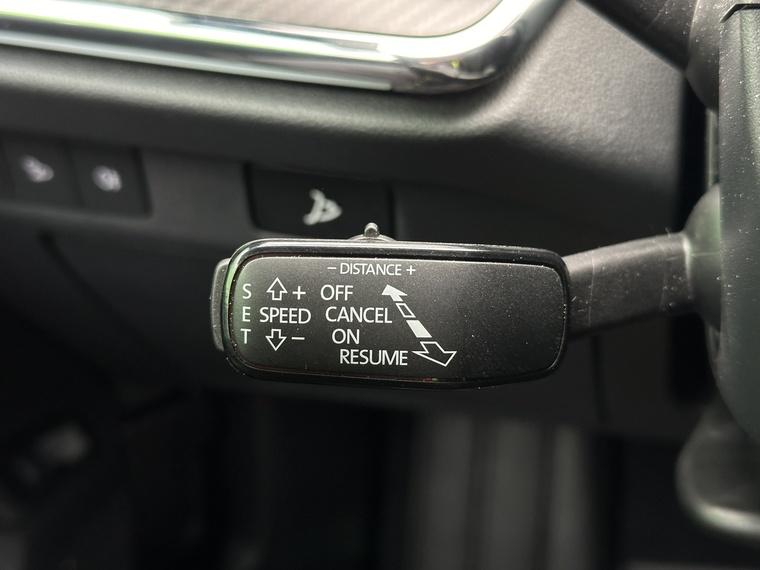 − DISTANCE +
S + OFF
E SPEED CANCEL
T − ON
RESUME